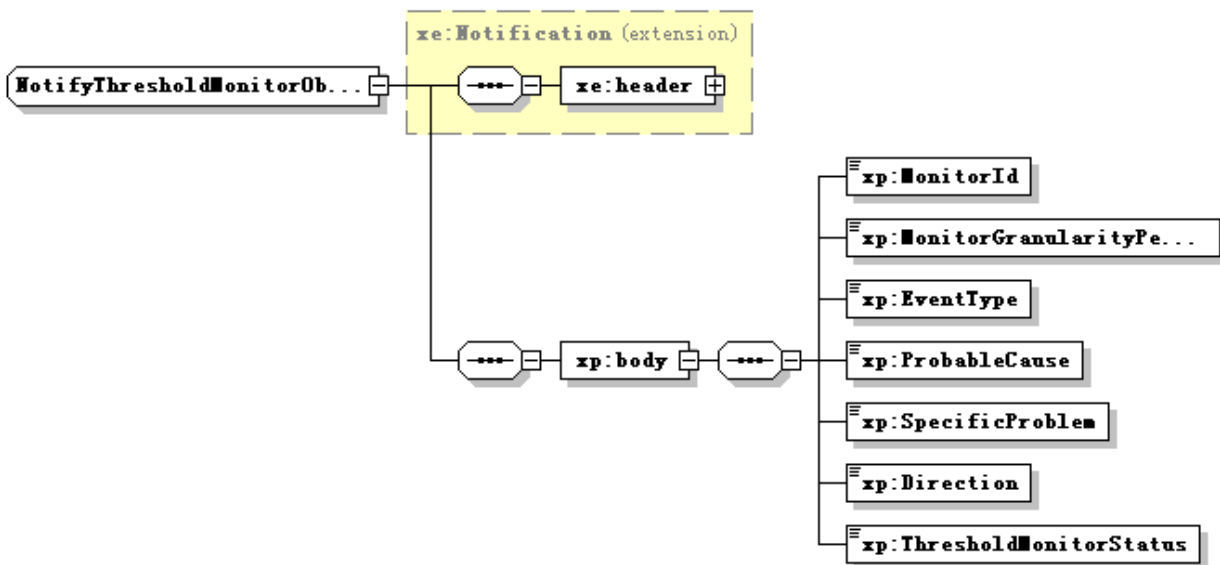 xe:Notification (extension)
NotifyThresholdMonitorOb...
xe:header
xp:MonitorId
xp:MonitorGranularityPe...
xp:EventType
xp:body
xp:ProbableCause
xp:SpecificProblem
xp:Direction
xp:ThresholdMonitorStatus